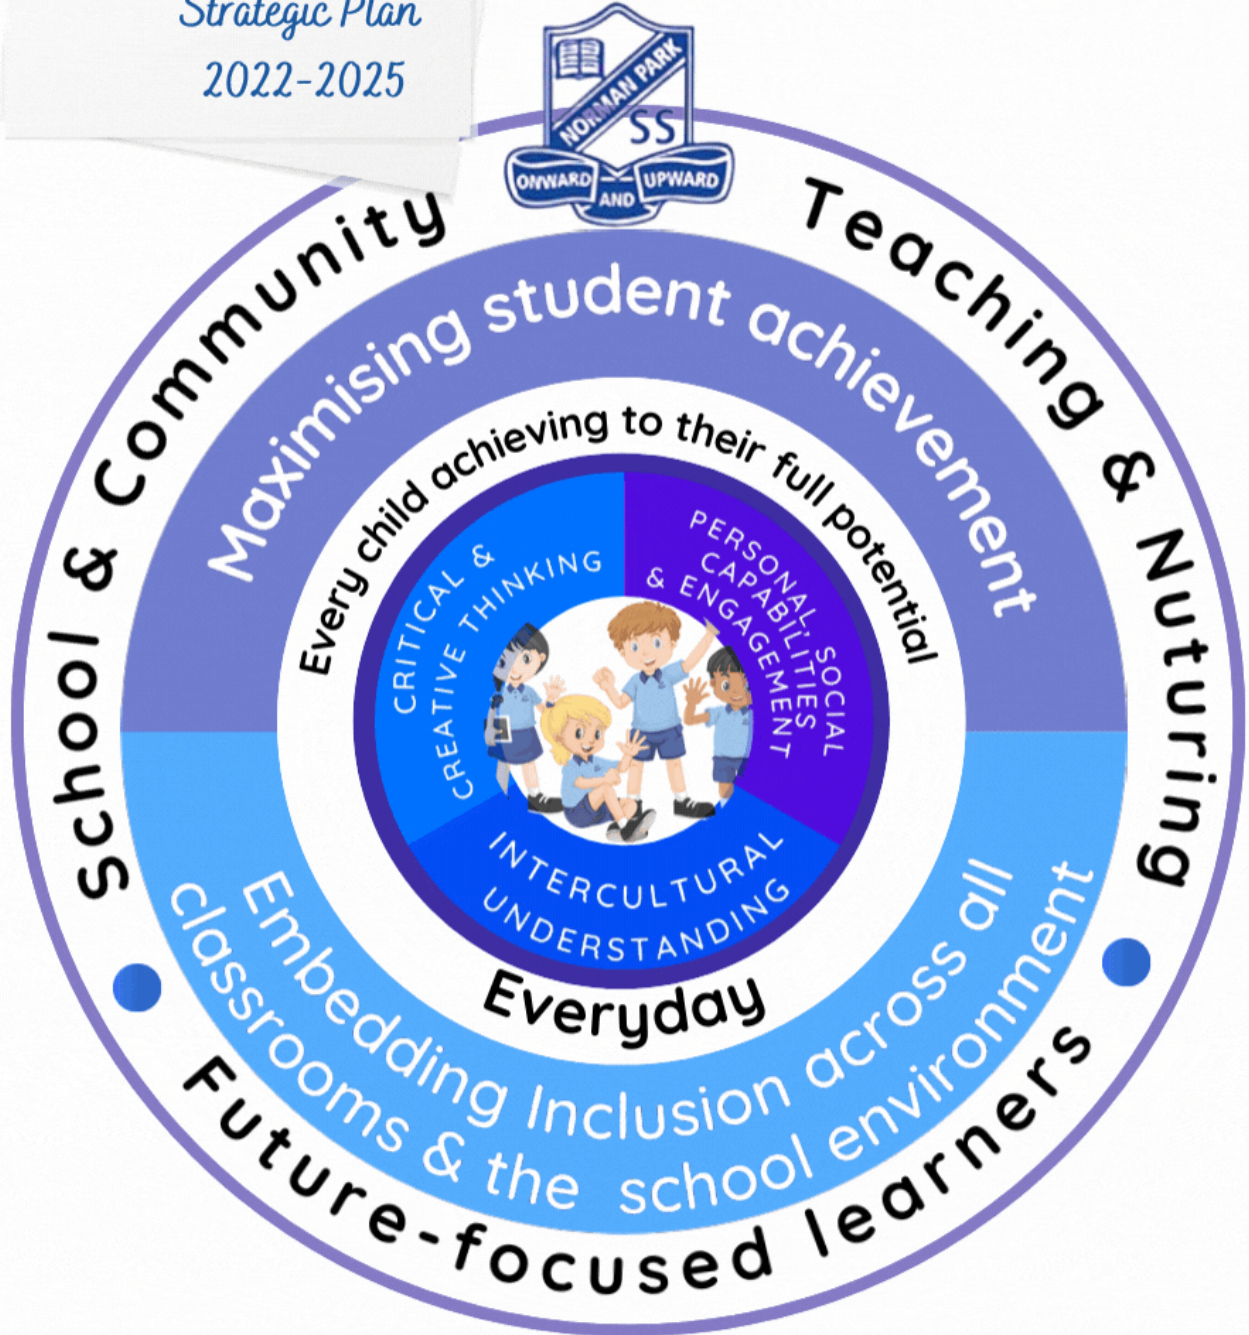 Strategic Plan
2022-2025
NORMAN PARK
SS
ONWARD
AND
UPWARD
School & Community
Teaching & Nuturing
Future-focused learners
Maximising student achievement
Embedding Inclusion across all
classrooms & the school environment
Every child achieving to their full potential
Everyday
CRITICAL &
CREATIVE THINKING
PERSONAL, SOCIAL
CAPABILITIES
& ENGAGEMENT
INTERCULTURAL
UNDERSTANDING